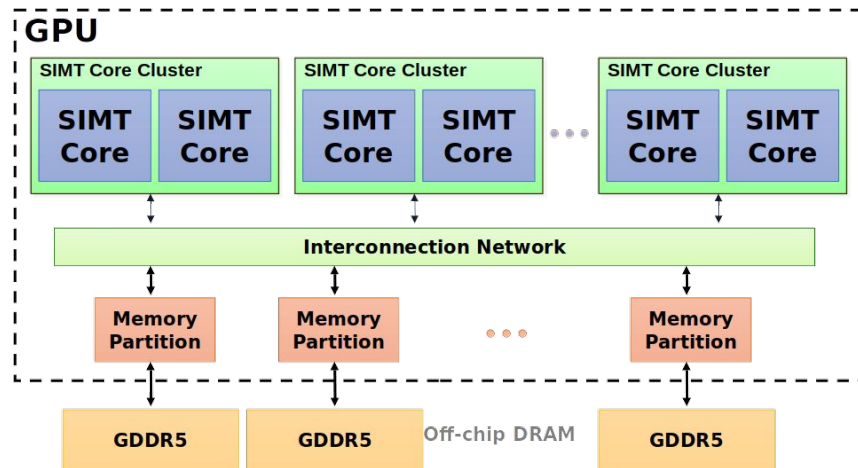 GPU
SIMT Core Cluster
SIMT Core Cluster
SIMT Core Cluster
SIMT
Core
SIMT
Core
SIMT
Core
SIMT
Core
SIMT
Core
SIMT
Core
Interconnection Network
Memory
Partition
Memory
Partition
Memory
Partition
GDDR5
GDDR5
Off-chip DRAM
GDDR5